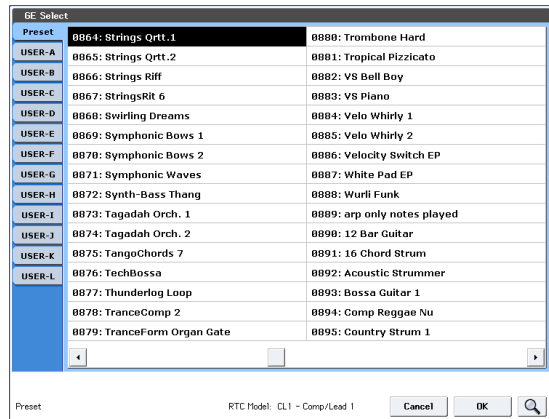 GE Select
Preset
USER-A
USER-B
USER-C
USER-D
USER-E
USER-F
USER-G
USER-H
USER-I
USER-J
USER-K
USER-L
0864: Strings Qrtt.1
0865: Strings Qrtt.2
0866: Strings Riff
0867: StringsRit 6
0868: Swirling Dreams
0869: Symphonic Bows 1
0870: Symphonic Bows 2
0871: Symphonic Waves
0872: Synth-Bass Thang
0873: Tagadah Orch. 1
0874: Tagadah Orch. 2
0875: TangoChords 7
0876: TechBossa
0877: Thunderlog Loop
0878: TranceComp 2
0879: TranceForm Organ Gate
0880: Trombone Hard
0881: Tropical Pizzicato
0882: VS Bell Boy
0883: VS Piano
0884: Velo Whirly 1
0885: Velo Whirly 2
0886: Velocity Switch EP
0887: White Pad EP
0888: Wurli Funk
0889: arp only notes played
0890: 12 Bar Guitar
0891: 16 Chord Strum
0892: Acoustic Strummer
0893: Bossa Guitar 1
0894: Comp Reggae Nu
0895: Country Strum 1
Preset
RTC Model: CL1 - Comp/Lead 1
Cancel
OK